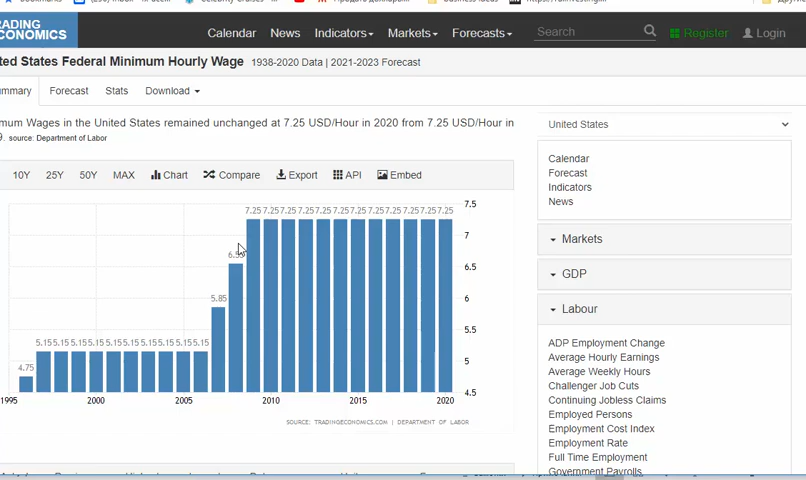 RADING
CONOMICS
Calendar News Indicators Markets Forecasts Search Register Login
ted States Federal Minimum Hourly Wage 1938-2020 Data | 2021-2023 Forecast
mmary Forecast Stats Download
mum Wages in the United States remained unchanged at 7.25 USD/Hour in 2020 from 7.25 USD/Hour in
9. source: Department of Labor
10Y 25Y 50Y MAX Chart Compare Export API Embed
7.25 7.25 7.25 7.25 7.25 7.25 7.25 7.25 7.25 7.25 7.25 7.25
5.85
5.15 5.15 5.15 5.15 5.15 5.15 5.15 5.15 5.15 5.15
4.75
7.5
7
6.5
6
5.5
5
4.5
1995 2000 2005 2010 2015 2020
SOURCE: TRADINGECONOMICS.COM | DEPARTMENT OF LABOR
United States
Calendar
Forecast
Indicators
News
Markets
GDP
Labour
ADP Employment Change
Average Hourly Earnings
Average Weekly Hours
Challenger Job Cuts
Continuing Jobless Claims
Employed Persons
Employment Cost Index
Employment Rate
Full Time Employment
Government Payrolls